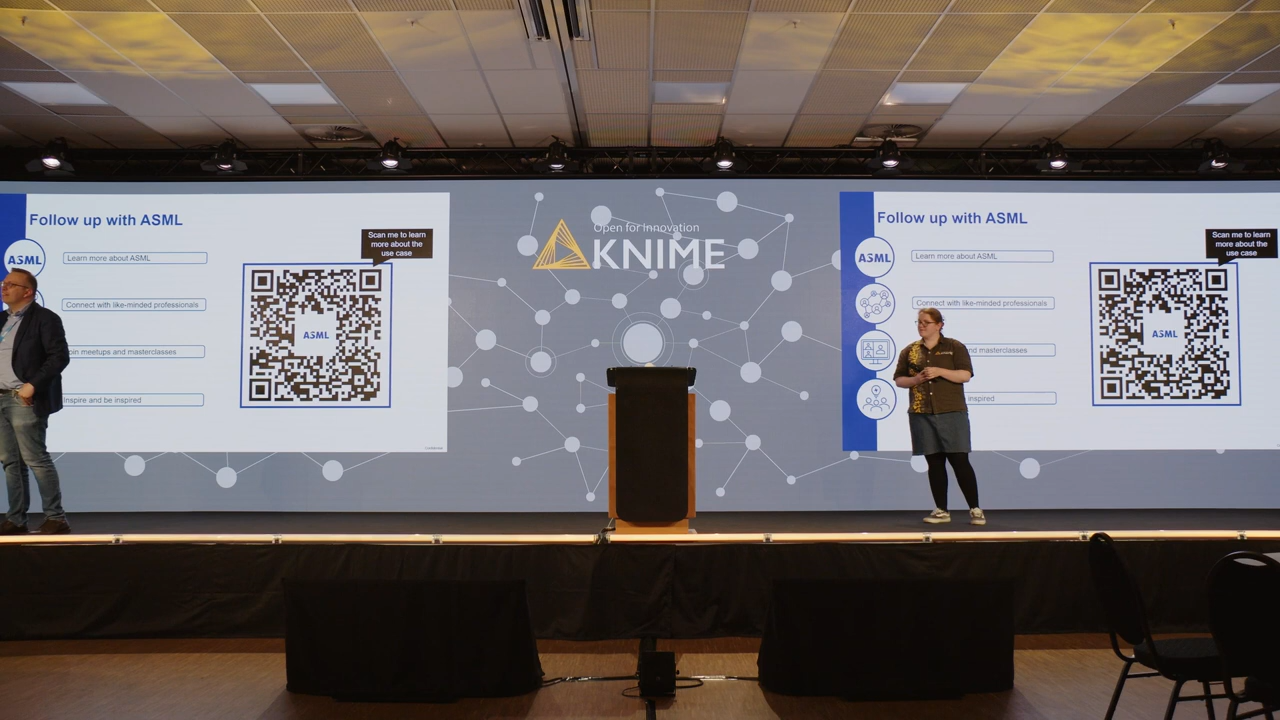 Follow up with ASML
Scan me to learn
more about the
use case
ASML
Learn more about ASML
Connect with like-minded professionals
join meetups and masterclasses
Inspire and be inspired
ASML
Confidential
Open for Innovation
KNIME
Follow up with ASML
Scan me to learn
more about the
use case
ASML
Learn more about ASML
Connect with like-minded professionals
nd masterclasses
inspired
ASML